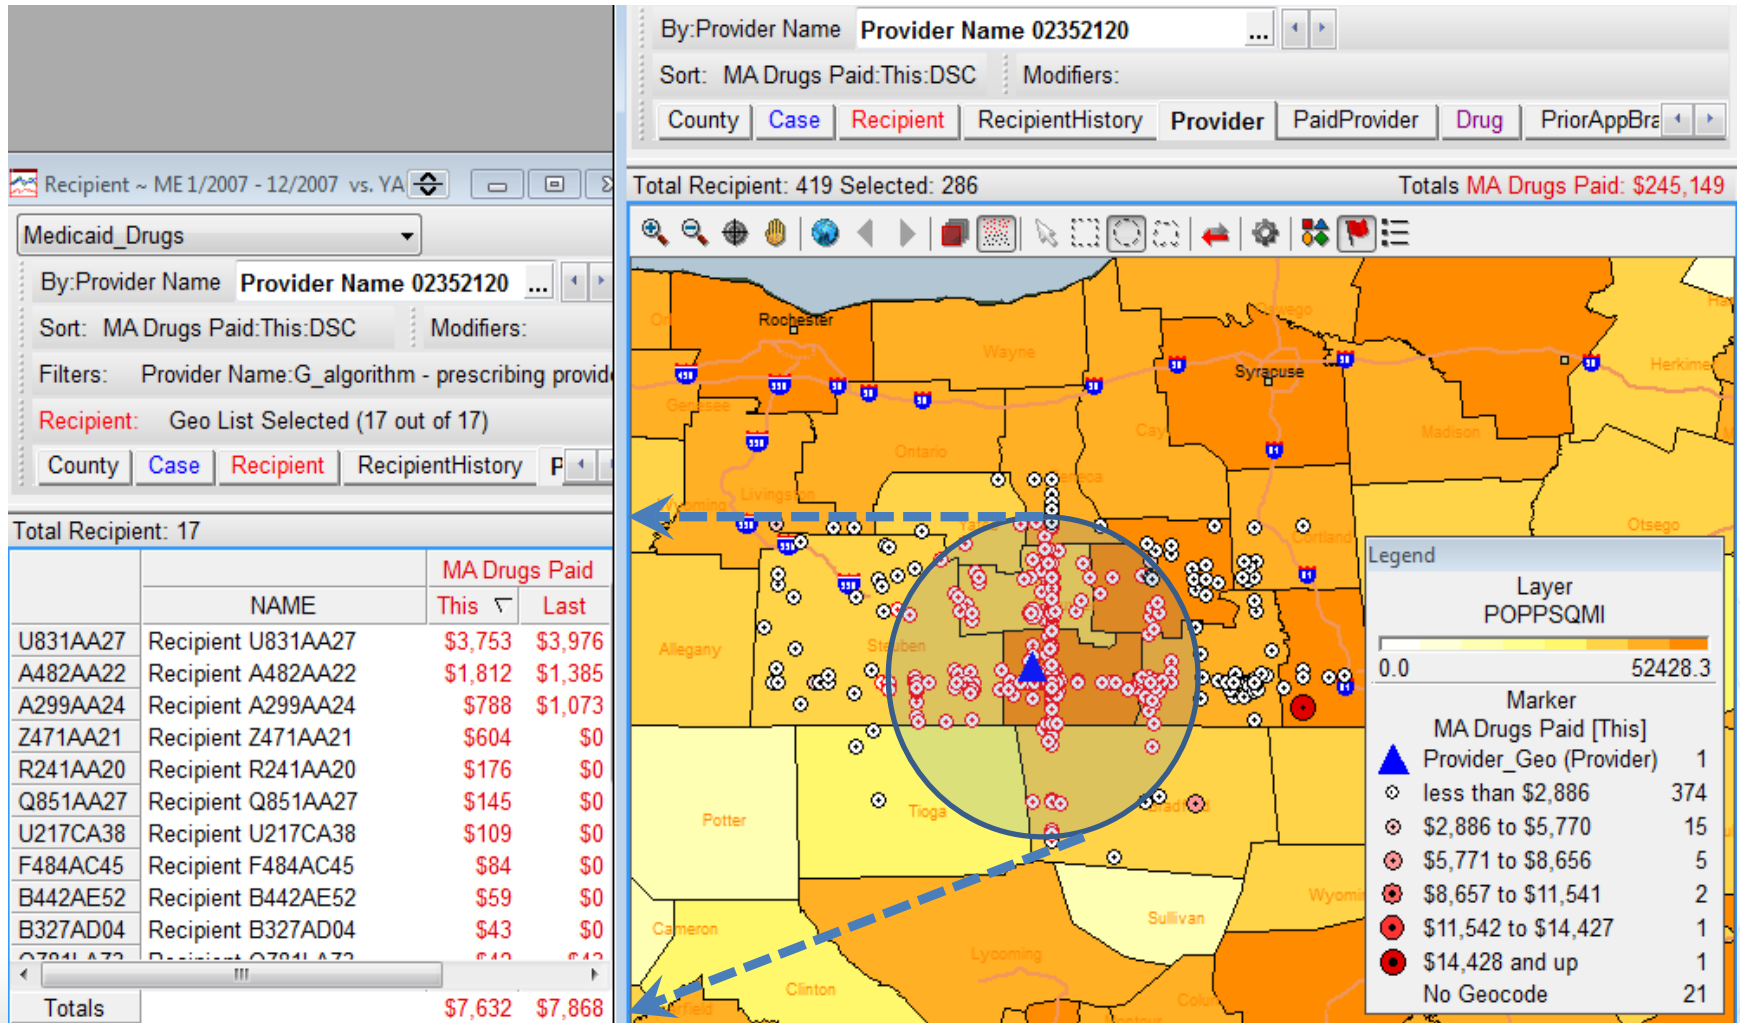 Recipient ~ ME 1/2007 - 12/2007 vs. YA
Medicaid_Drugs
By:Provider Name Provider Name 02352120 ...
Sort: MA Drugs Paid:This:DSC Modifiers:
Filters: Provider Name:G_algorithm - prescribing provid
Recipient: Geo List Selected (17 out of 17)
County Case Recipient RecipientHistory P
Total Recipient: 17
MA Drugs Paid
NAME This Last
U831AA27 Recipient U831AA27 $3,753 $3,976
A482AA22 Recipient A482AA22 $1,812 $1,385
A299AA24 Recipient A299AA24 $788 $1,073
Z471AA21 Recipient Z471AA21 $604 $0
R241AA20 Recipient R241AA20 $176 $0
Q851AA27 Recipient Q851AA27 $145 $0
U217CA38 Recipient U217CA38 $109 $0
F484AC45 Recipient F484AC45 $84 $0
B442AE52 Recipient B442AE52 $59 $0
B327AD04 Recipient B327AD04 $43 $0
Totals $7,632 $7,868
By:Provider Name Provider Name 02352120 ...
Sort: MA Drugs Paid:This:DSC Modifiers:
County Case Recipient RecipientHistory Provider PaidProvider Drug PriorAppBra
Total Recipient: 419 Selected: 286 Totals MA Drugs Paid: $245,149
Rochester
Wayne
Syracuse
Herkime
Genesee
Ontario
Cay
Madison
Livingston
Wyoming
Otsego
Cortland
Allegany
Steuben
Potter
Tioga
Bradford
Sullivan
Wyomi
Cameron
Lycoming
Clinton
Legend
Layer
POPPSQMI
0.0 52428.3
Marker
MA Drugs Paid [This]
Provider_Geo (Provider) 1
less than $2,886 374
$2,886 to $5,770 15
$5,771 to $8,656 5
$8,657 to $11,541 2
$11,542 to $14,427 1
$14,428 and up 1
No Geocode 21